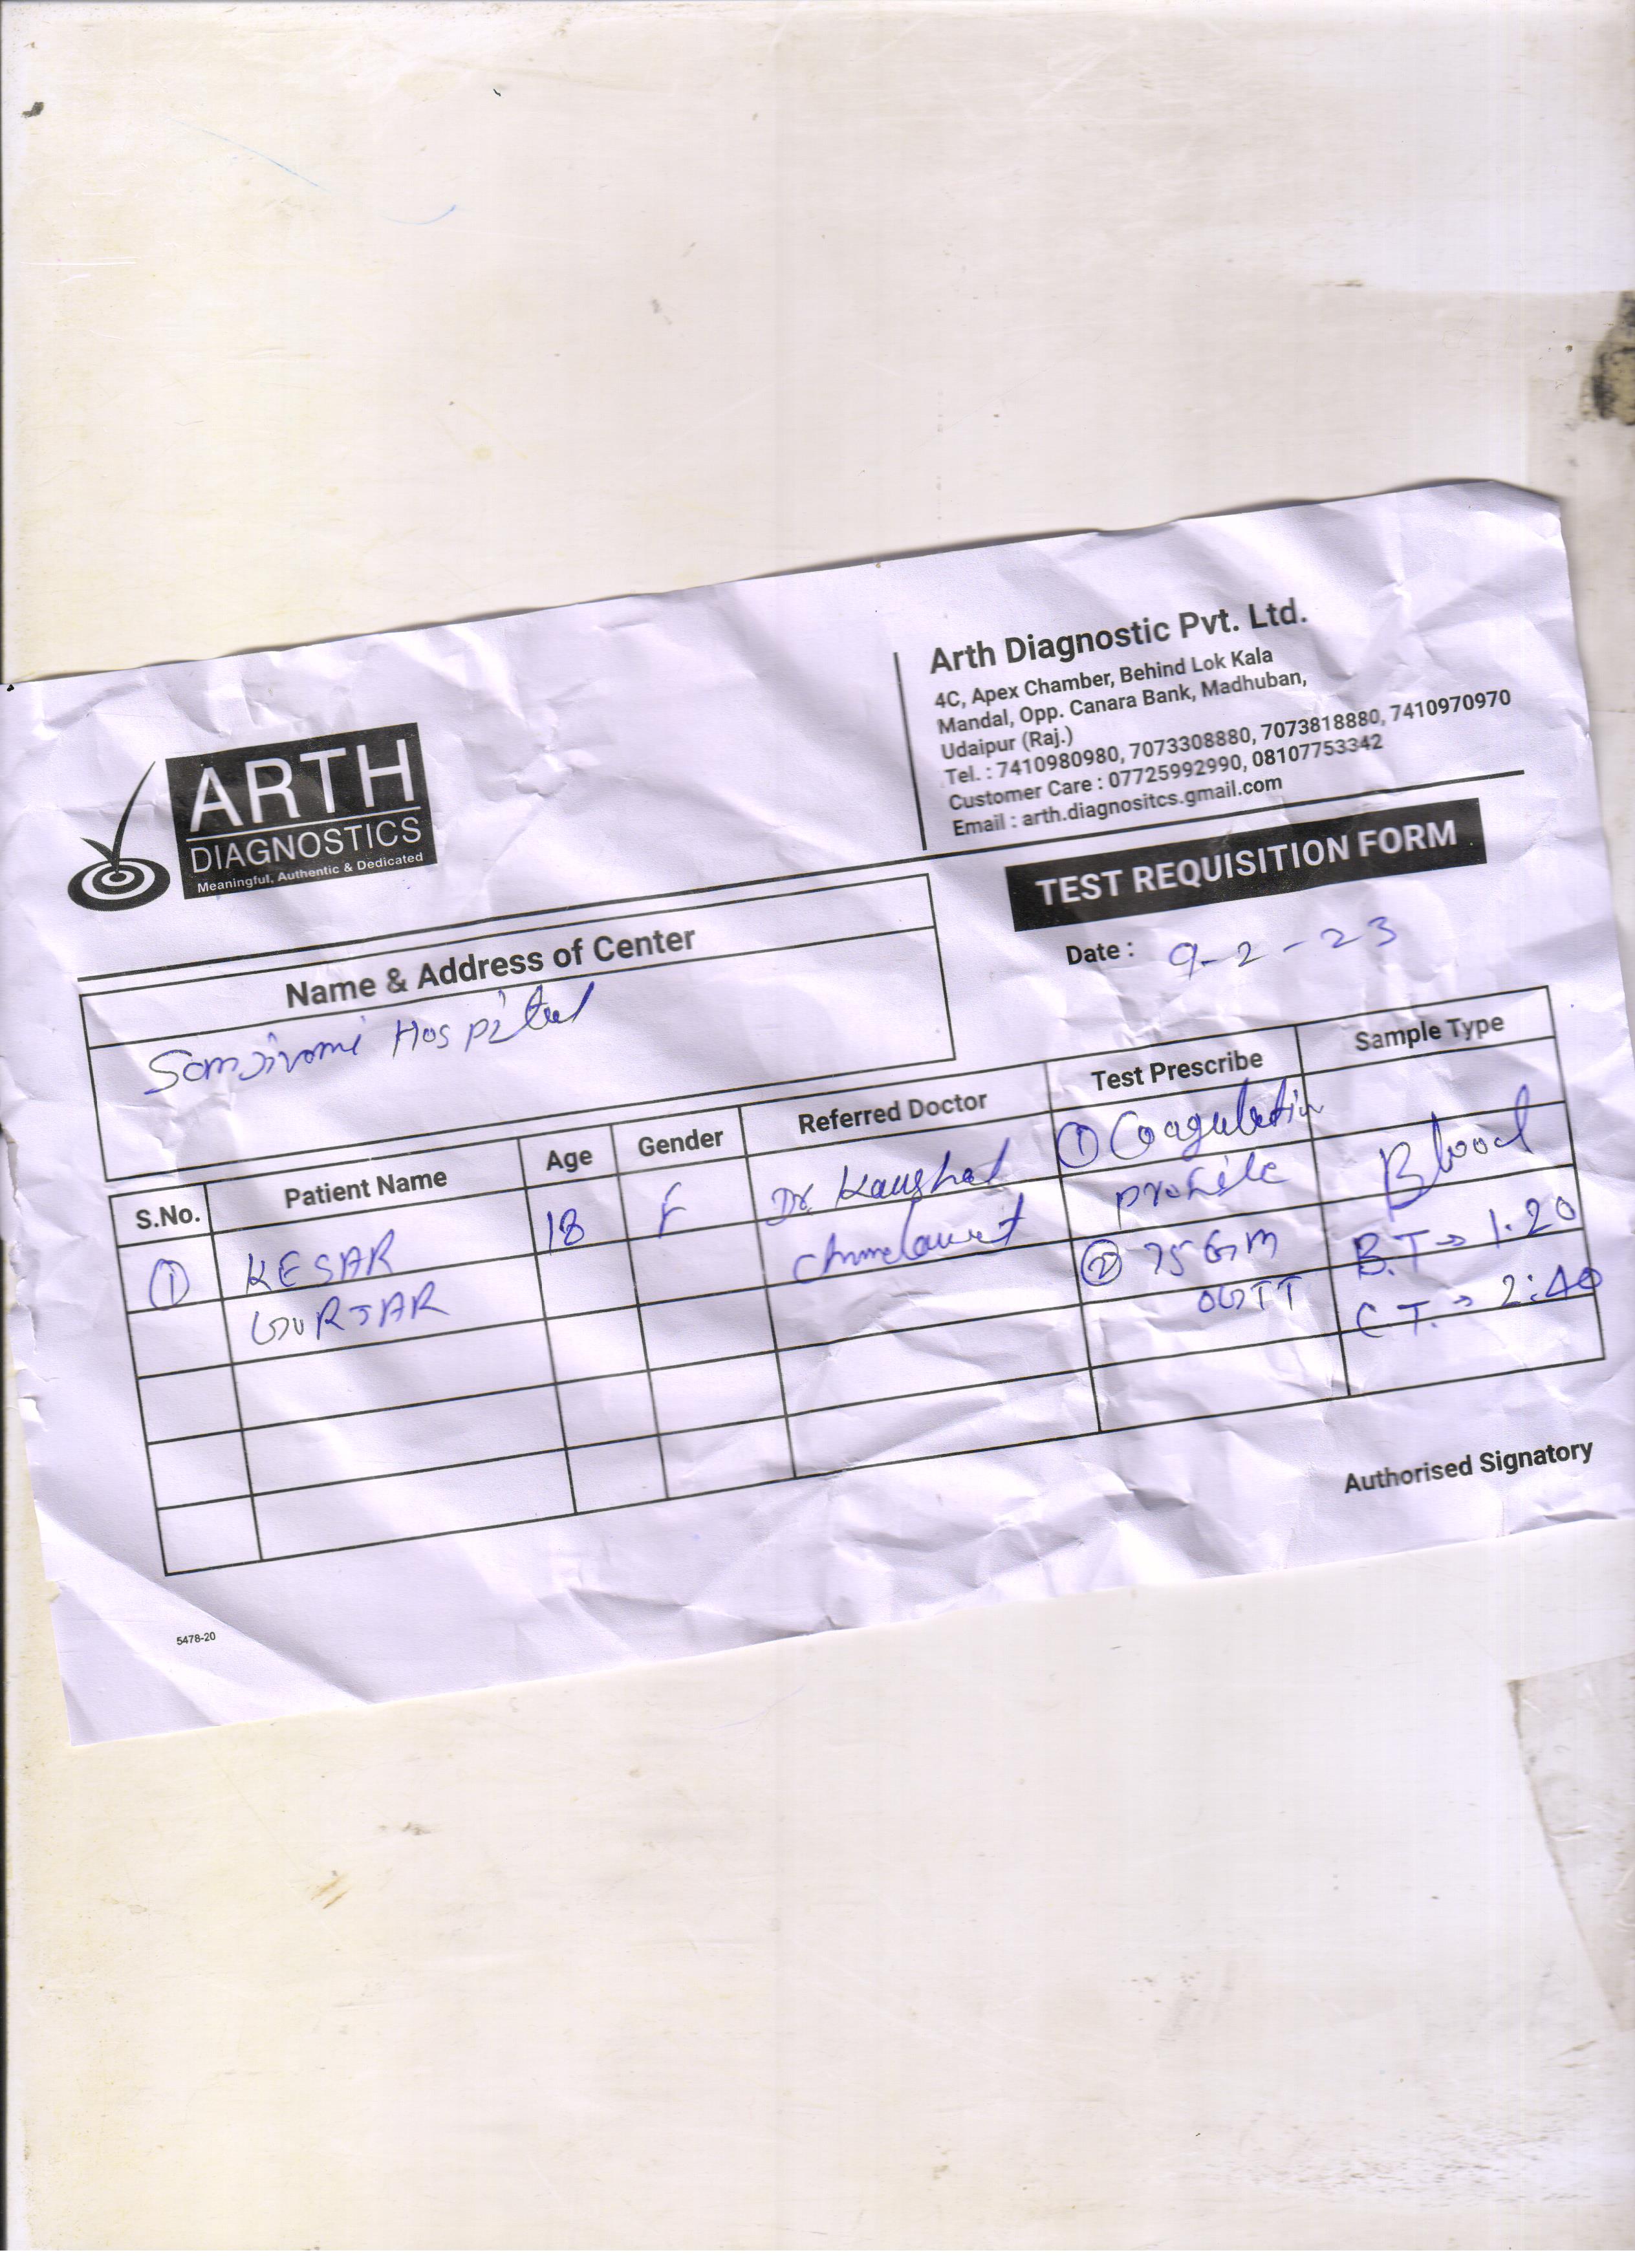 ARTH
DIAGNOSTICS
Meaningful, Authentic & Dedicated
Arth Diagnostic Pvt. Ltd.
4C, Apex Chamber, Behind Lok Kala
Mandal, Opp. Canara Bank, Madhuban,
Udaipur (Raj.)
Tel. : 7410980980, 7073308880, 7073818880, 7410970970
Customer Care : 07725992990, 08107753342
Email : arth.diagnositcs.gmail.com
TEST REQUISITION FORM
Date : 9-2-23
Name & Address of Center
Hospital
S.No. Patient Name Age Gender Referred Doctor Test Prescribe Sample Type
① KESAR 18 F Dr. Kaushal ① Coagulation Blood
GURJAR profile
② 75 GM B.T → 1.20
OGTT C.T. → 2:40
Authorised Signatory
5478-20